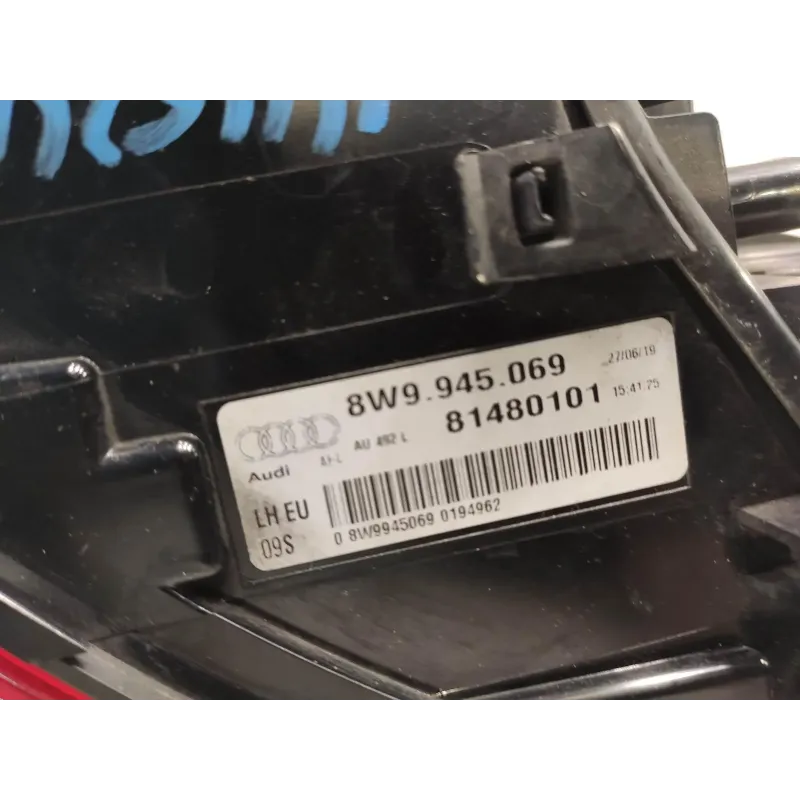 8W9.945.069 27/06/19
81480101 15:41:25
Audi AU 492 L
LH EU
09S 0 8W9945069 0194962